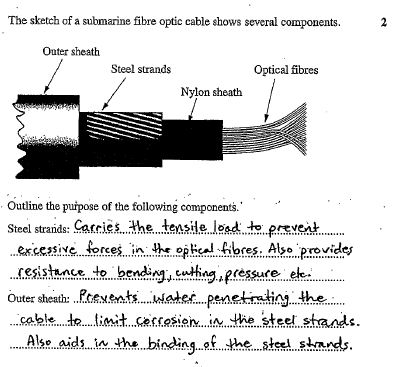 The sketch of a submarine fibre optic cable shows several components. 2
Outer sheath
Steel strands
Optical fibres
Nylon sheath
Outline the purpose of the following components.
Steel strands: Carries the tensile load to prevent
excessive forces in the optical fibres. Also provides
resistance to bending, cutting, pressure etc.
Outer sheath: Prevents water penetrating the
cable to limit corrosion in the steel strands.
Also aids in the binding of the steel strands.